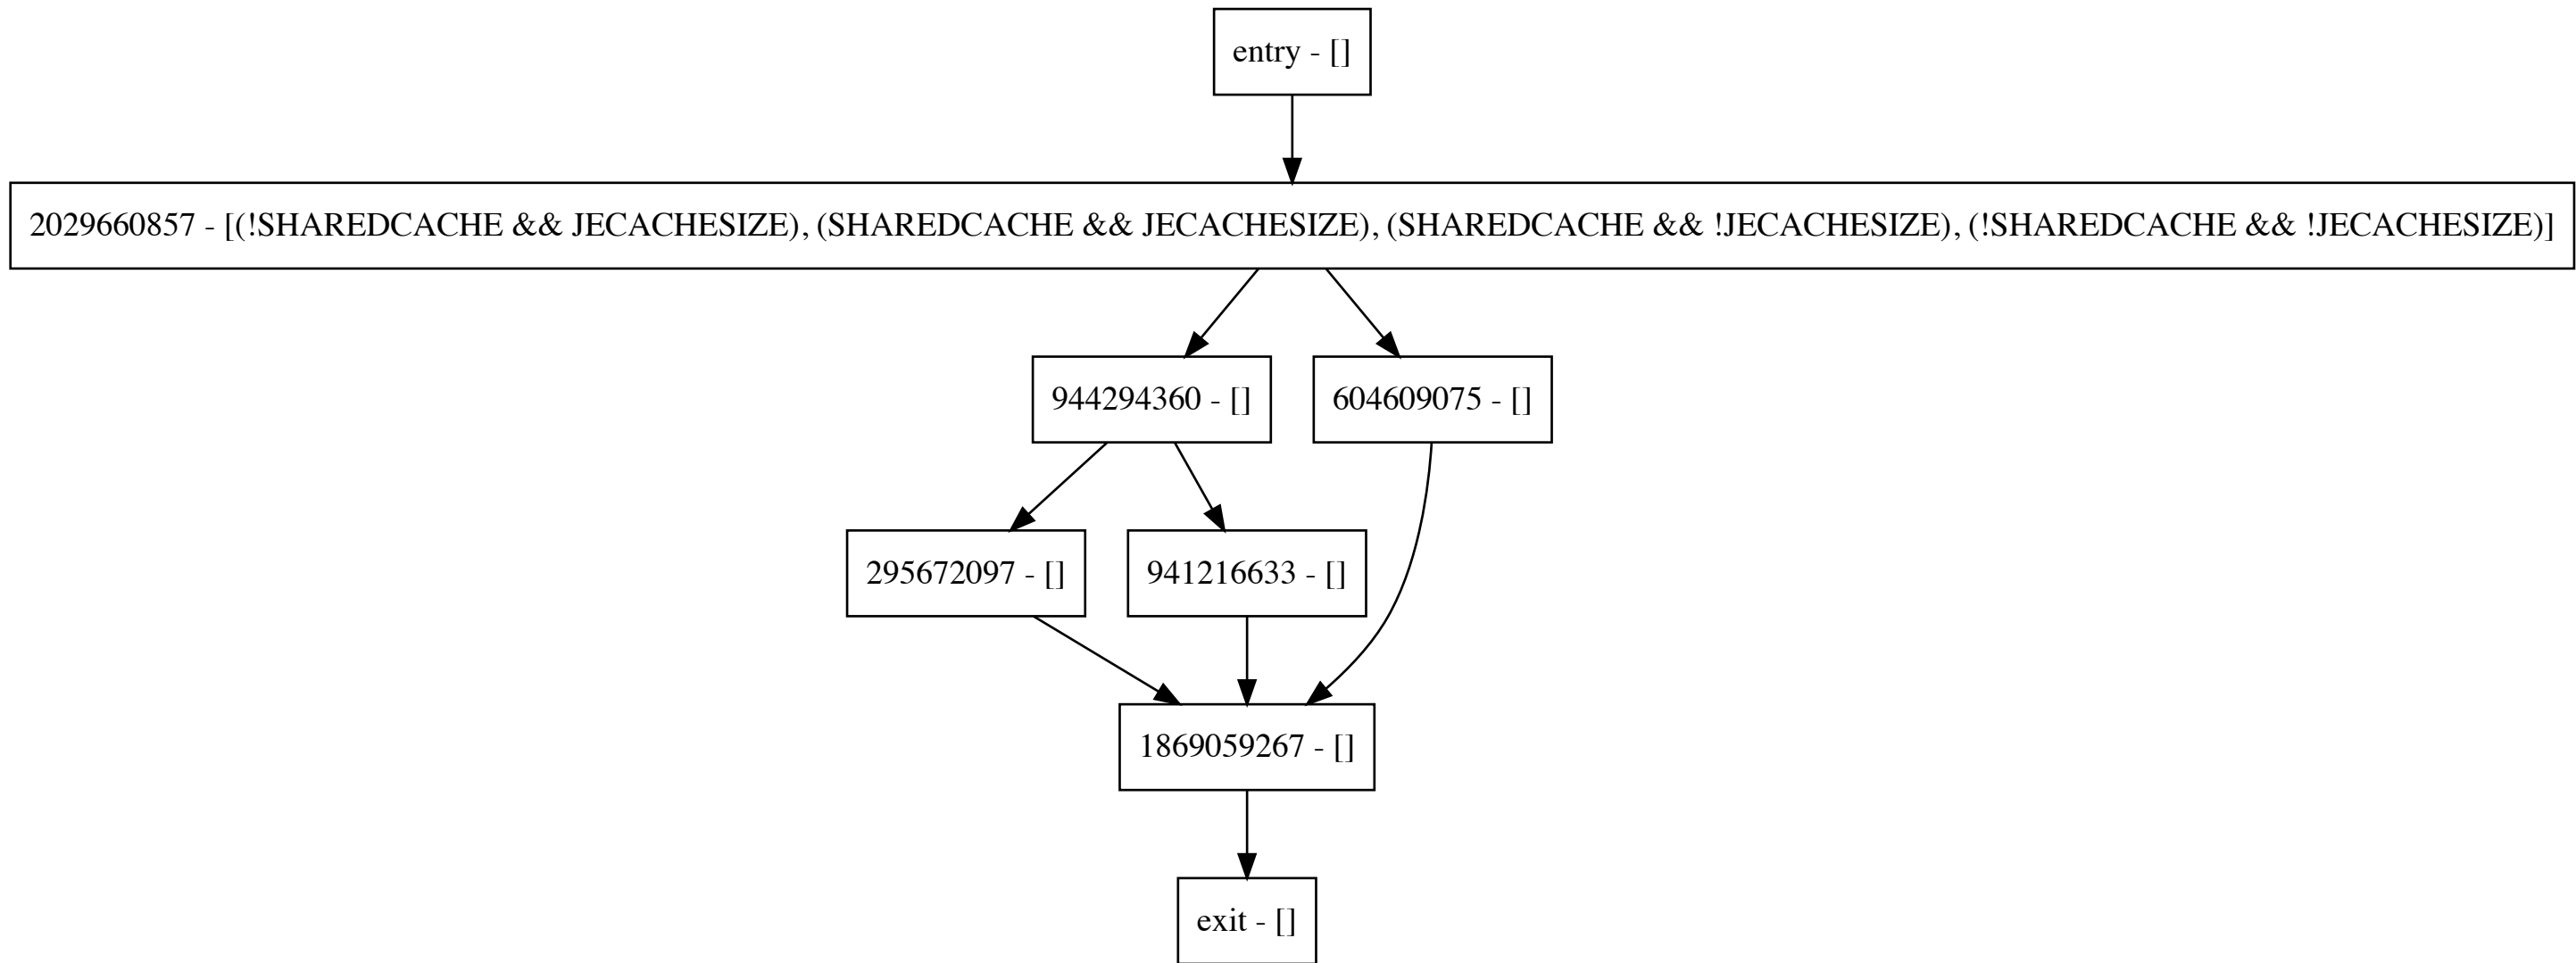 entry - []
2029660857 - [(!SHAREDCACHE && JECACHESIZE), (SHAREDCACHE && JECACHESIZE), (SHAREDCACHE && !JECACHESIZE), (!SHAREDCACHE && !JECACHESIZE)]
944294360 - []
604609075 - []
295672097 - []
941216633 - []
1869059267 - []
exit - []